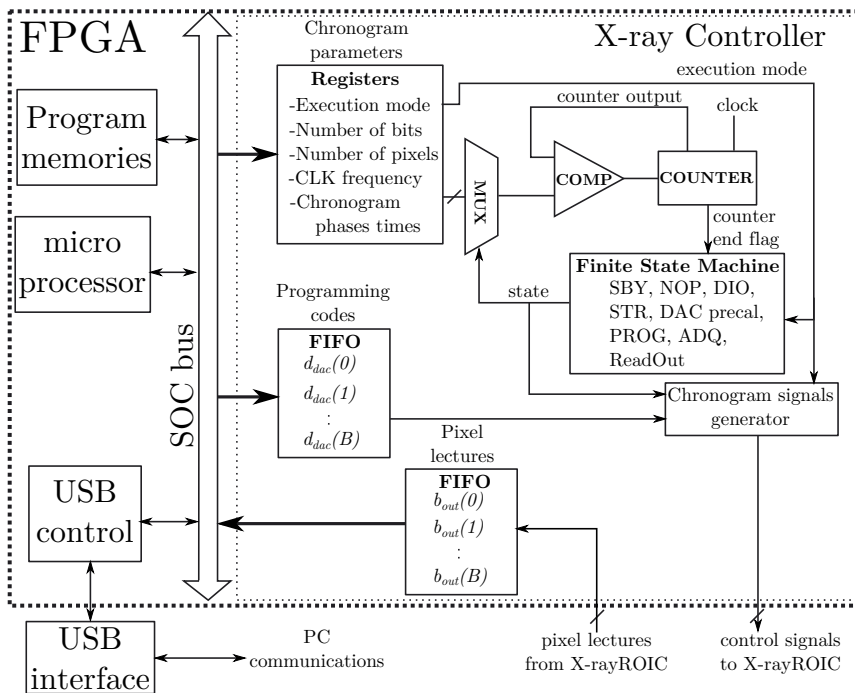 FPGA
Chronogram
parameters
X-ray Controller
Registers
-Execution mode
-Number of bits
-Number of pixels
-CLK frequency
-Chronogram
phases times
execution mode
counter output
clock
MUX
COMP
COUNTER
counter
end flag
Program
memories
micro
processor
SOC bus
state
Finite State Machine
SBY, NOP, DIO,
STR, DAC precal,
PROG, ADQ,
ReadOut
Programming
codes
FIFO
d_dac(0)
d_dac(1)
:
d_dac(B)
Chronogram signals
generator
Pixel
lectures
FIFO
b_out(0)
b_out(1)
:
b_out(B)
USB
control
USB
interface
PC
communications
pixel lectures
from X-rayROIC
control signals
to X-rayROIC